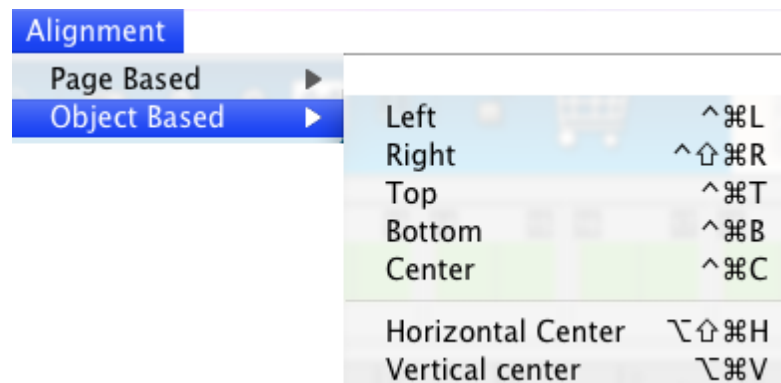 Alignment
Page Based ▶
Object Based ▶
Left ^⌘L
Right ^⇧⌘R
Top ^⌘T
Bottom ^⌘B
Center ^⌘C
Horizontal Center ⌥⇧⌘H
Vertical center ⌥⌘V